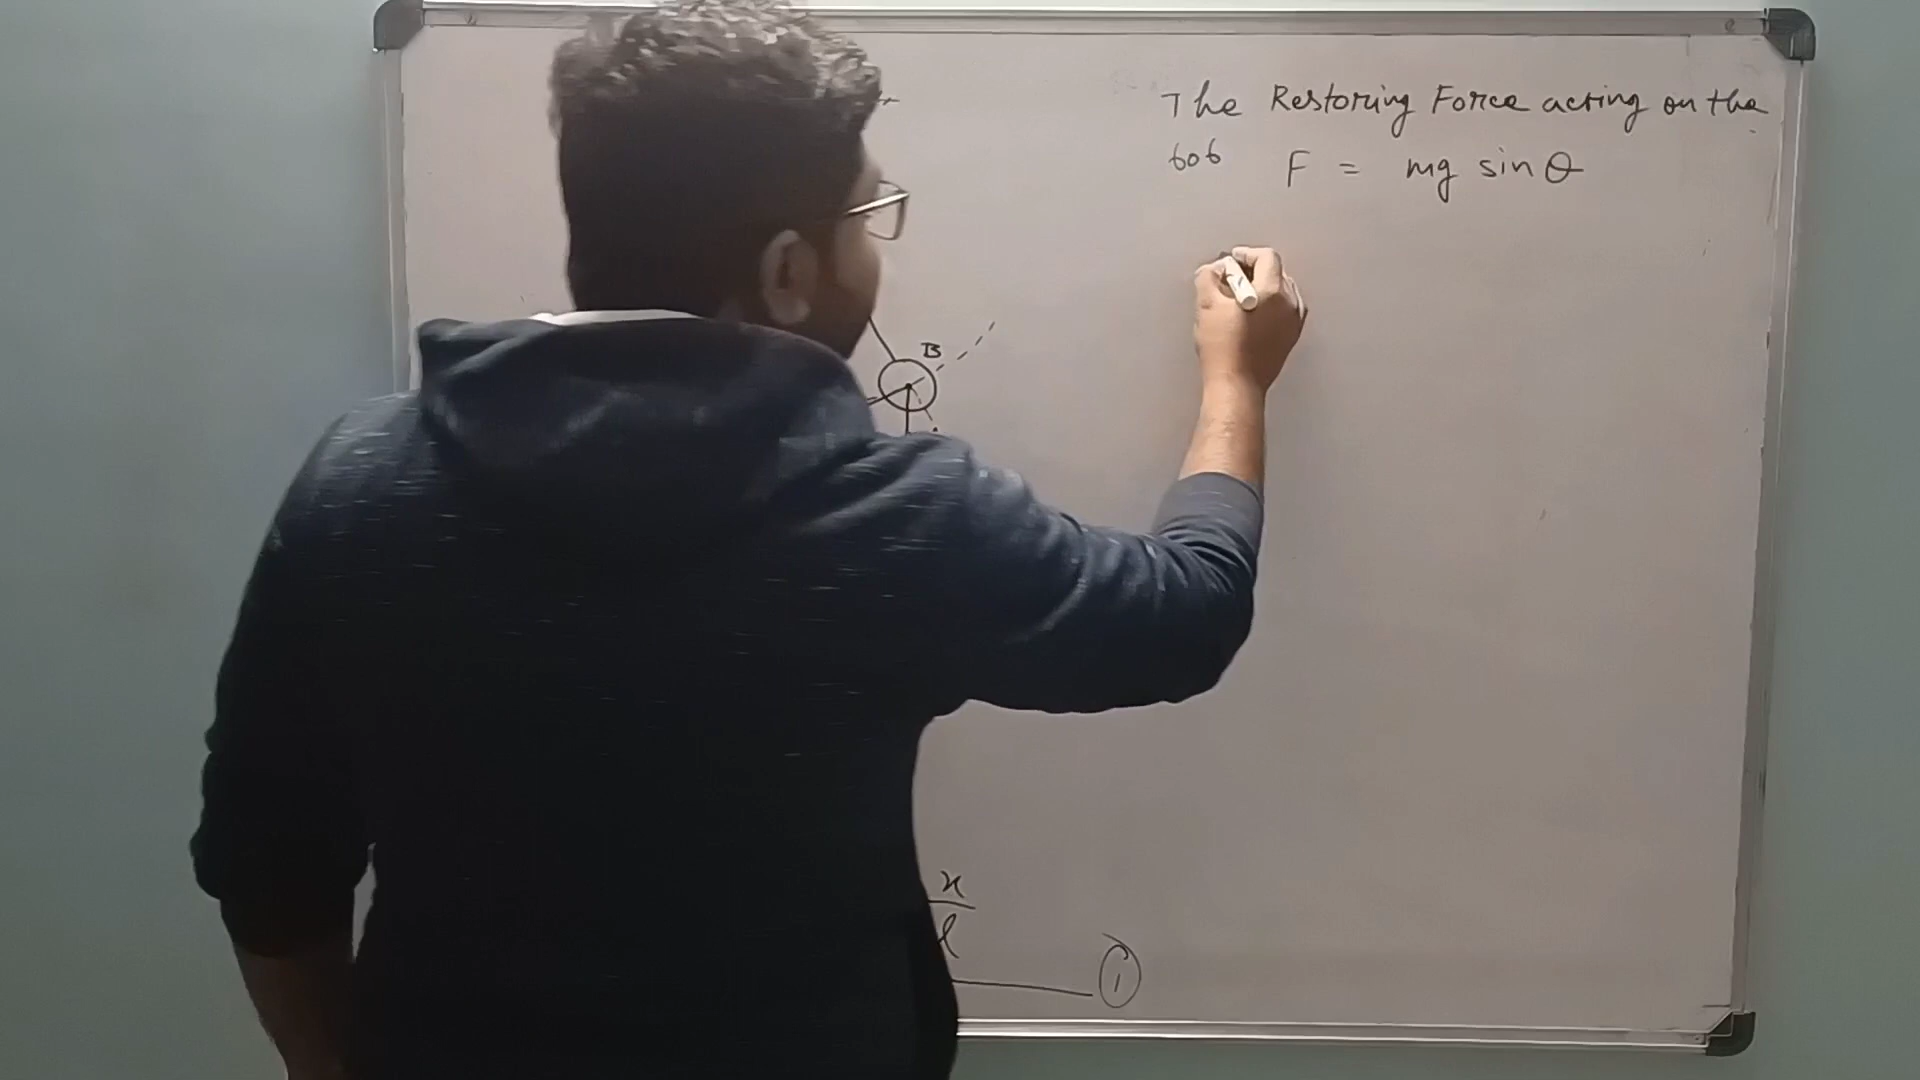 The Restoring Force acting on the
bob F = mg sin θ
B
x
l
1